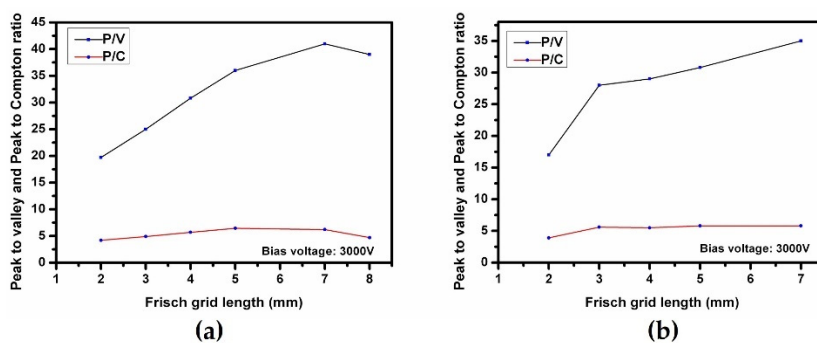 Peak to valley and Peak to Compton ratio
45
40
35
30
25
20
15
10
5
0
P/V
P/C
Bias voltage: 3000V
1 2 3 4 5 6 7 8
Frisch grid length (mm)
(a)
Peak to valley and Peak to Compton ratio
35
30
25
20
15
10
5
0
P/V
P/C
Bias voltage: 3000V
1 2 3 4 5 6 7
Frisch grid length (mm)
(b)